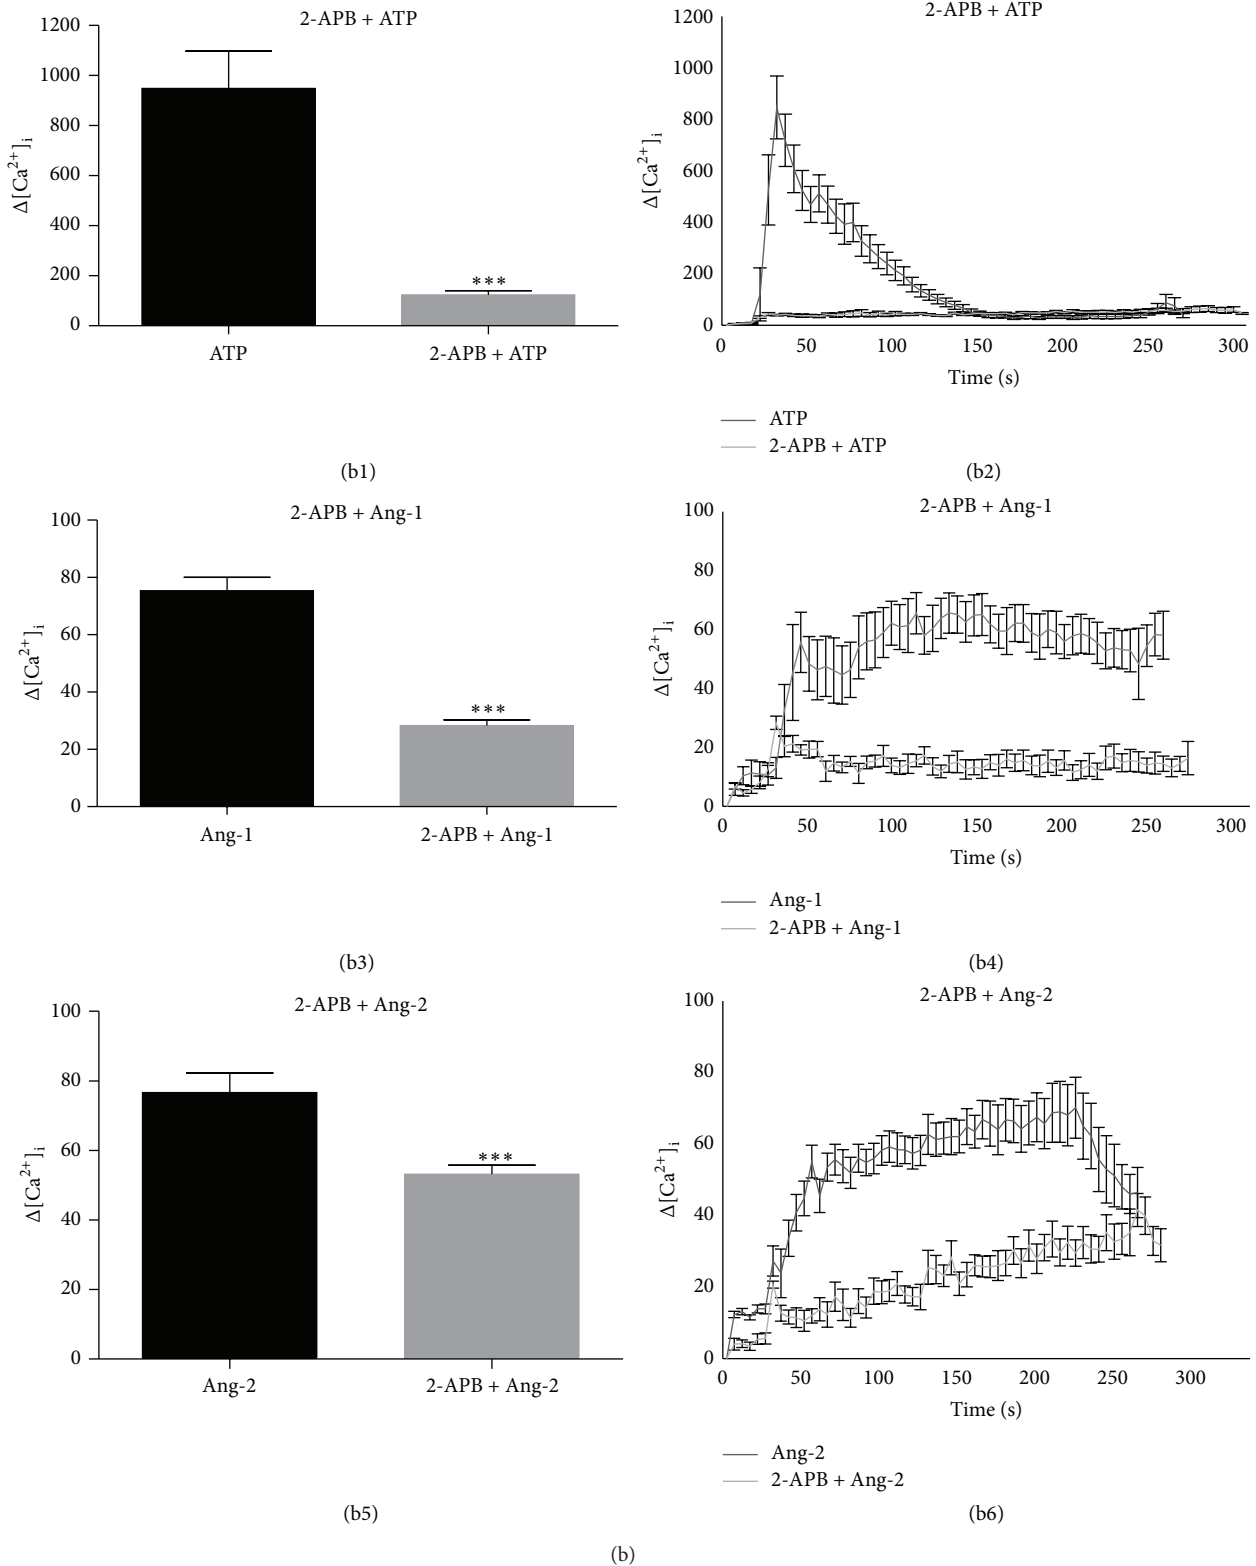 2-APB + ATP
1200
1000
800
600
400
200
0
Δ[Ca²⁺]ᵢ
***
ATP
2-APB + ATP
(b1)
2-APB + ATP
1200
1000
800
600
400
200
0
Δ[Ca²⁺]ᵢ
0 50 100 150 200 250 300
Time (s)
ATP
2-APB + ATP
(b2)
2-APB + Ang-1
100
80
60
40
20
0
Δ[Ca²⁺]ᵢ
***
Ang-1
2-APB + Ang-1
(b3)
2-APB + Ang-1
100
80
60
40
20
0
Δ[Ca²⁺]ᵢ
0 50 100 150 200 250 300
Time (s)
Ang-1
2-APB + Ang-1
(b4)
2-APB + Ang-2
100
80
60
40
20
0
Δ[Ca²⁺]ᵢ
***
Ang-2
2-APB + Ang-2
(b5)
2-APB + Ang-2
100
80
60
40
20
0
Δ[Ca²⁺]ᵢ
0 50 100 150 200 250 300
Time (s)
Ang-2
2-APB + Ang-2
(b6)
(b)